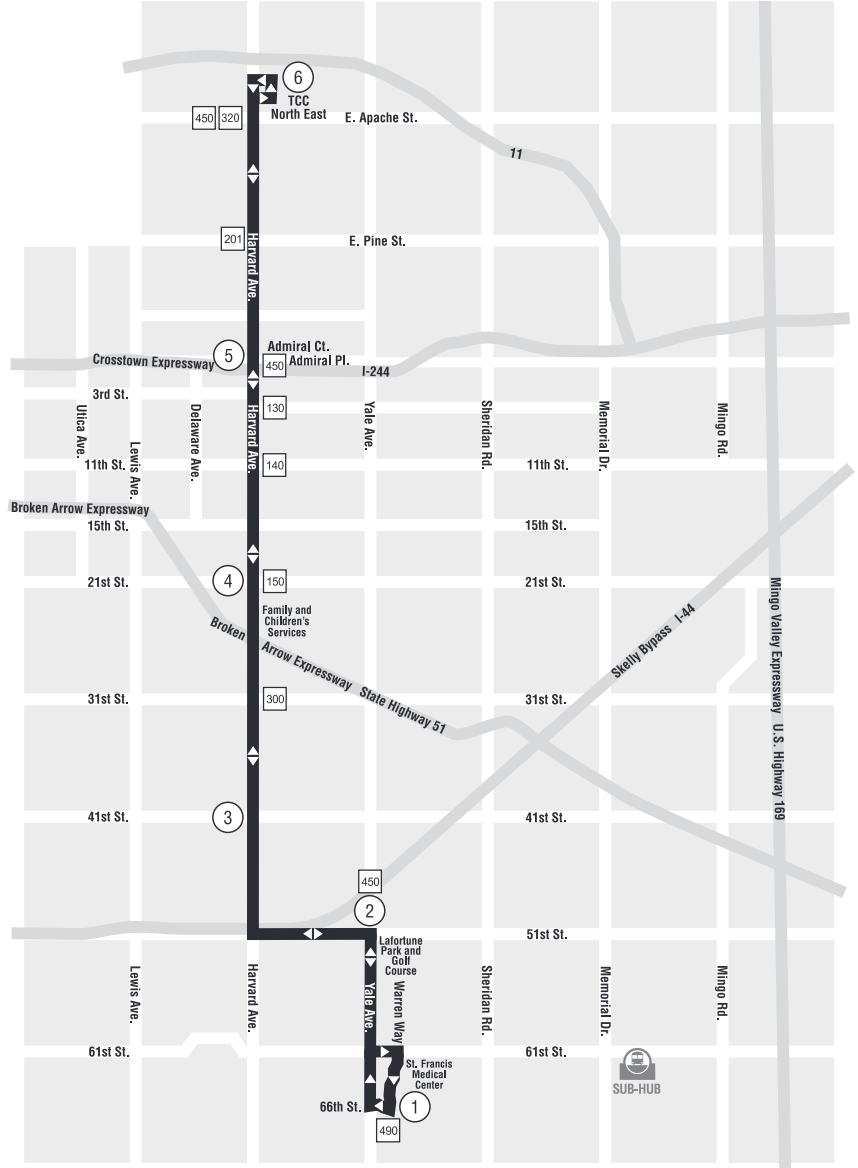 6
TCC
North East
450 320
E. Apache St.
11
201
Harvard Ave.
E. Pine St.
Admiral Ct.
Admiral Pl.
5
450
Crosstown Expressway
I-244
3rd St.
130
Utica Ave.
Lewis Ave.
Delaware Ave.
Harvard Ave.
Yale Ave.
Sheridan Rd.
Memorial Dr.
Mingo Rd.
11th St.
140
11th St.
Broken Arrow Expressway
15th St.
15th St.
21st St.
4
150
21st St.
Family and
Children's
Services
Broken Arrow Expressway State Highway 51
Skelly Bypass I-44
Mingo Valley Expressway U.S. Highway 169
31st St.
300
31st St.
41st St.
3
41st St.
450
2
51st St.
Lafortune
Park and
Golf
Course
Lewis Ave.
Harvard Ave.
Yale Ave.
Warren Way
Sheridan Rd.
Memorial Dr.
Mingo Rd.
61st St.
61st St.
St. Francis
Medical
Center
SUB-HUB
66th St.
1
490